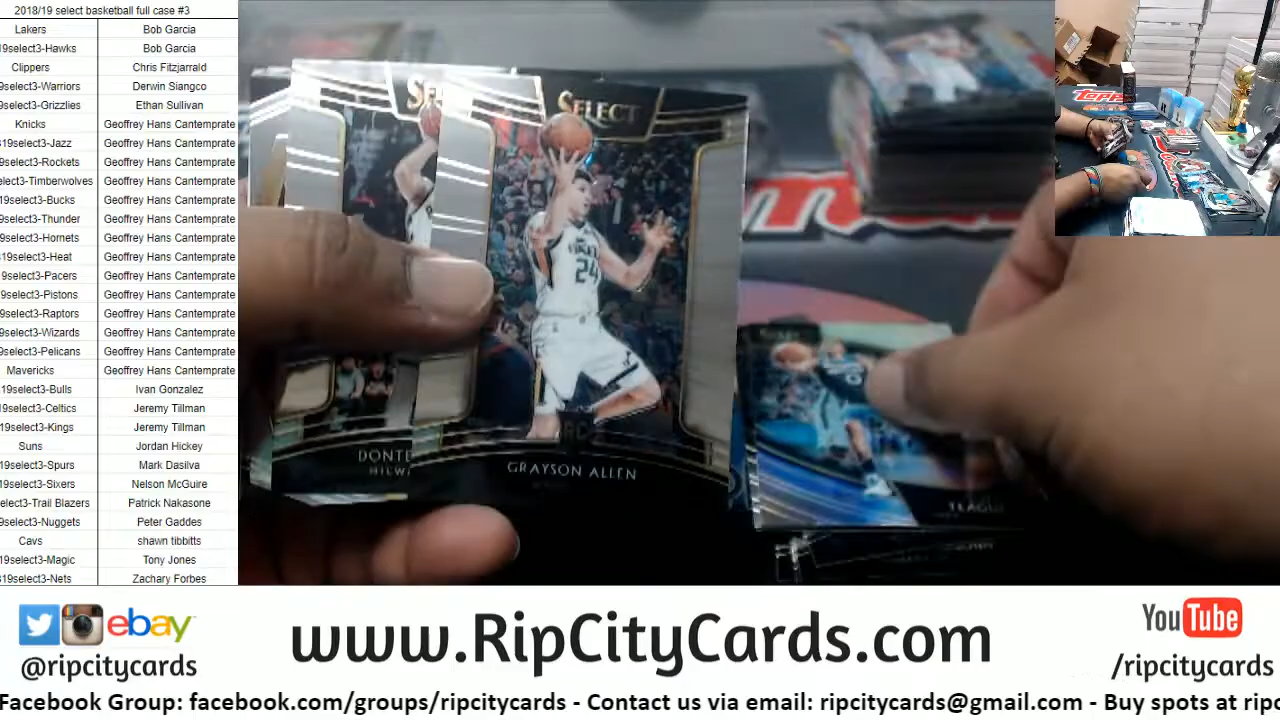 2018/19 select basketball full case #3
Lakers Bob Garcia
19select3-Hawks Bob Garcia
Clippers Chris Fitzjarrald
19select3-Warriors Derwin Siangco
9select3-Grizzlies Ethan Sullivan
Knicks Geoffrey Hans Cantemprate
19select3-Jazz Geoffrey Hans Cantemprate
9select3-Rockets Geoffrey Hans Cantemprate
elect3-Timberwolves Geoffrey Hans Cantemprate
19select3-Bucks Geoffrey Hans Cantemprate
9select3-Thunder Geoffrey Hans Cantemprate
9select3-Hornets Geoffrey Hans Cantemprate
19select3-Heat Geoffrey Hans Cantemprate
19select3-Pacers Geoffrey Hans Cantemprate
9select3-Pistons Geoffrey Hans Cantemprate
9select3-Raptors Geoffrey Hans Cantemprate
9select3-Wizards Geoffrey Hans Cantemprate
9select3-Pelicans Geoffrey Hans Cantemprate
Mavericks Geoffrey Hans Cantemprate
19select3-Bulls Ivan Gonzalez
19select3-Celtics Jeremy Tillman
19select3-Kings Jeremy Tillman
Suns Jordan Hickey
19select3-Spurs Mark Dasilva
19select3-Sixers Nelson McGuire
elect3-Trail Blazers Patrick Nakasone
9select3-Nuggets Peter Gaddes
Cavs shawn tibbitts
19select3-Magic Tony Jones
19select3-Nets Zachary Forbes
SELECT
24
DONTE
MILWA
GRAYSON ALLEN
TEAGUE
Topps
ebay
@ripcitycards
www.RipCityCards.com
YouTube
/ripcitycards
Facebook Group: facebook.com/groups/ripcitycards - Contact us via email: ripcitycards@gmail.com - Buy spots at ripc